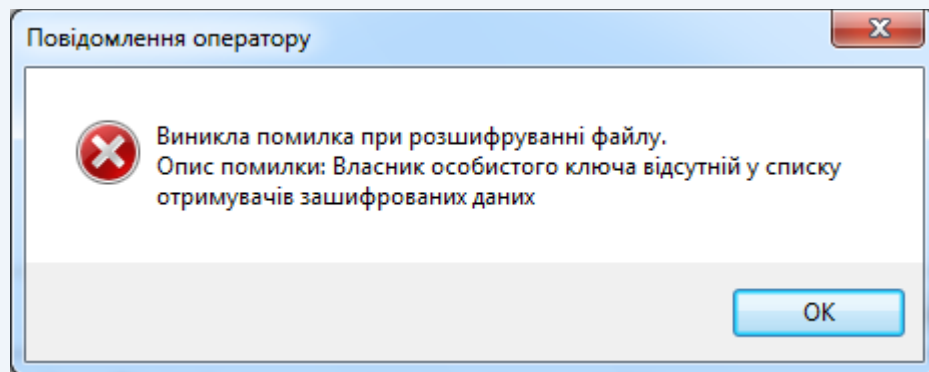 Повідомлення оператору
Виникла помилка при розшифруванні файлу.
Опис помилки: Власник особистого ключа відсутній у списку
отримувачів зашифрованих даних
OK